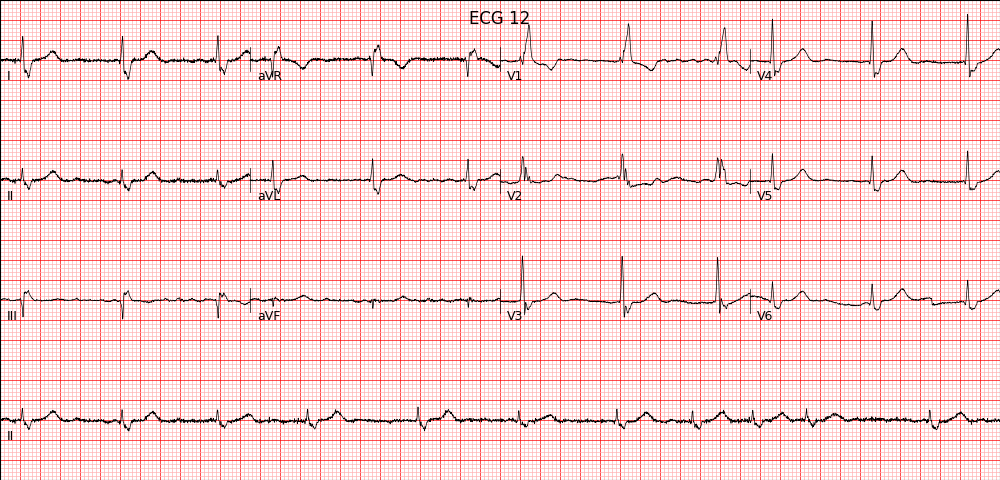 ECG 12
I aVR V1 V4
II aVL V2 V5
III aVF V3 V6
II